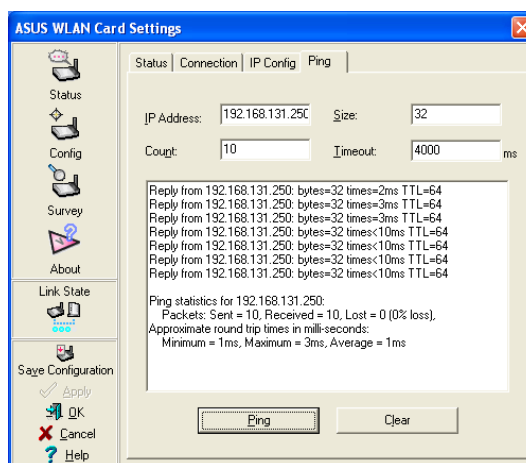 ASUS WLAN Card Settings
Status
Config
Survey
About
Link State
Save Configuration
Apply
OK
Cancel
Help
Status Connection IP Config Ping
IP Address: 192.168.131.250 Size: 32
Count: 10 Timeout: 4000 ms
Reply from 192.168.131.250: bytes=32 times=2ms TTL=64
Reply from 192.168.131.250: bytes=32 times=3ms TTL=64
Reply from 192.168.131.250: bytes=32 times=3ms TTL=64
Reply from 192.168.131.250: bytes=32 times<10ms TTL=64
Reply from 192.168.131.250: bytes=32 times<10ms TTL=64
Reply from 192.168.131.250: bytes=32 times<10ms TTL=64
Reply from 192.168.131.250: bytes=32 times<10ms TTL=64
Ping statistics for 192.168.131.250:
Packets: Sent = 10, Received = 10, Lost = 0 (0% loss),
Approximate round trip times in milli-seconds:
Minimum = 1ms, Maximum = 3ms, Average = 1ms
Ping Clear